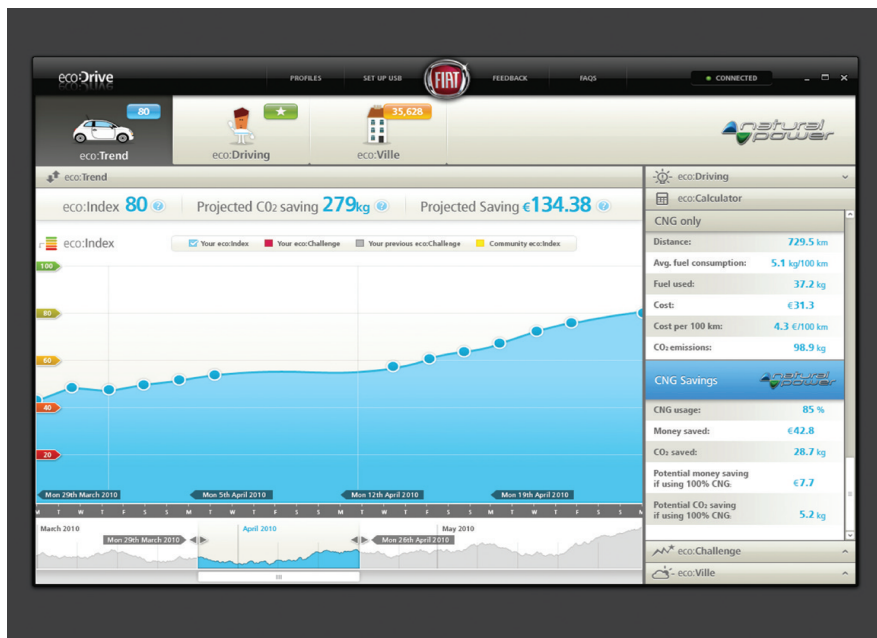 eco:Drive
PROFILES
SET UP USB
FIAT
FEEDBACK
FAQS
CONNECTED
80
eco:Trend
eco:Driving
35,628
eco:Ville
natural
power
eco:Trend
eco:Index 80 ?
Projected CO₂ saving 279kg ?
Projected Saving €134.38 ?
eco:Index
Your eco:Index
Your eco:Challenge
Your previous eco:Challenge
Community eco:Index
100
80
60
40
20
Mon 29th March 2010
Mon 5th April 2010
Mon 12th April 2010
Mon 19th April 2010
M T W T F S S M T W T F S S M T W T F S S M T W T F S S M
March 2010
April 2010
May 2010
Mon 29th March 2010
Mon 26th April 2010
eco:Driving
eco:Calculator
CNG only
Distance: 729.5 km
Avg. fuel consumption: 5.1 kg/100 km
Fuel used: 37.2 kg
Cost: €31.3
Cost per 100 km: 4.3 €/100 km
CO₂ emissions: 98.9 kg
CNG Savings
natural
power
CNG usage: 85 %
Money saved: €42.8
CO₂ saved: 28.7 kg
Potential money saving
if using 100% CNG: €7.7
Potential CO₂ saving
if using 100% CNG: 5.2 kg
eco:Challenge
eco:Ville